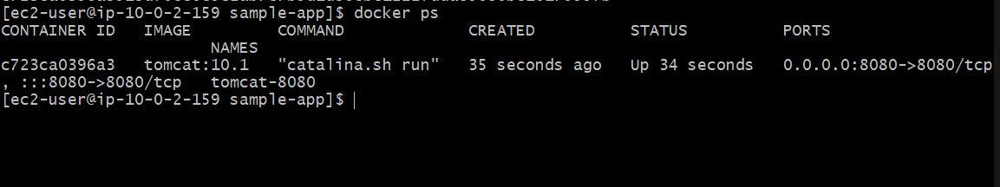 [ec2-user@ip-10-0-2-159 sample-app]$ docker ps
CONTAINER ID   IMAGE         COMMAND             CREATED          STATUS          PORTS
                       NAMES
c723ca0396a3   tomcat:10.1   "catalina.sh run"   35 seconds ago   Up 34 seconds   0.0.0.0:8080->8080/tcp
, :::8080->8080/tcp   tomcat-8080
[ec2-user@ip-10-0-2-159 sample-app]$